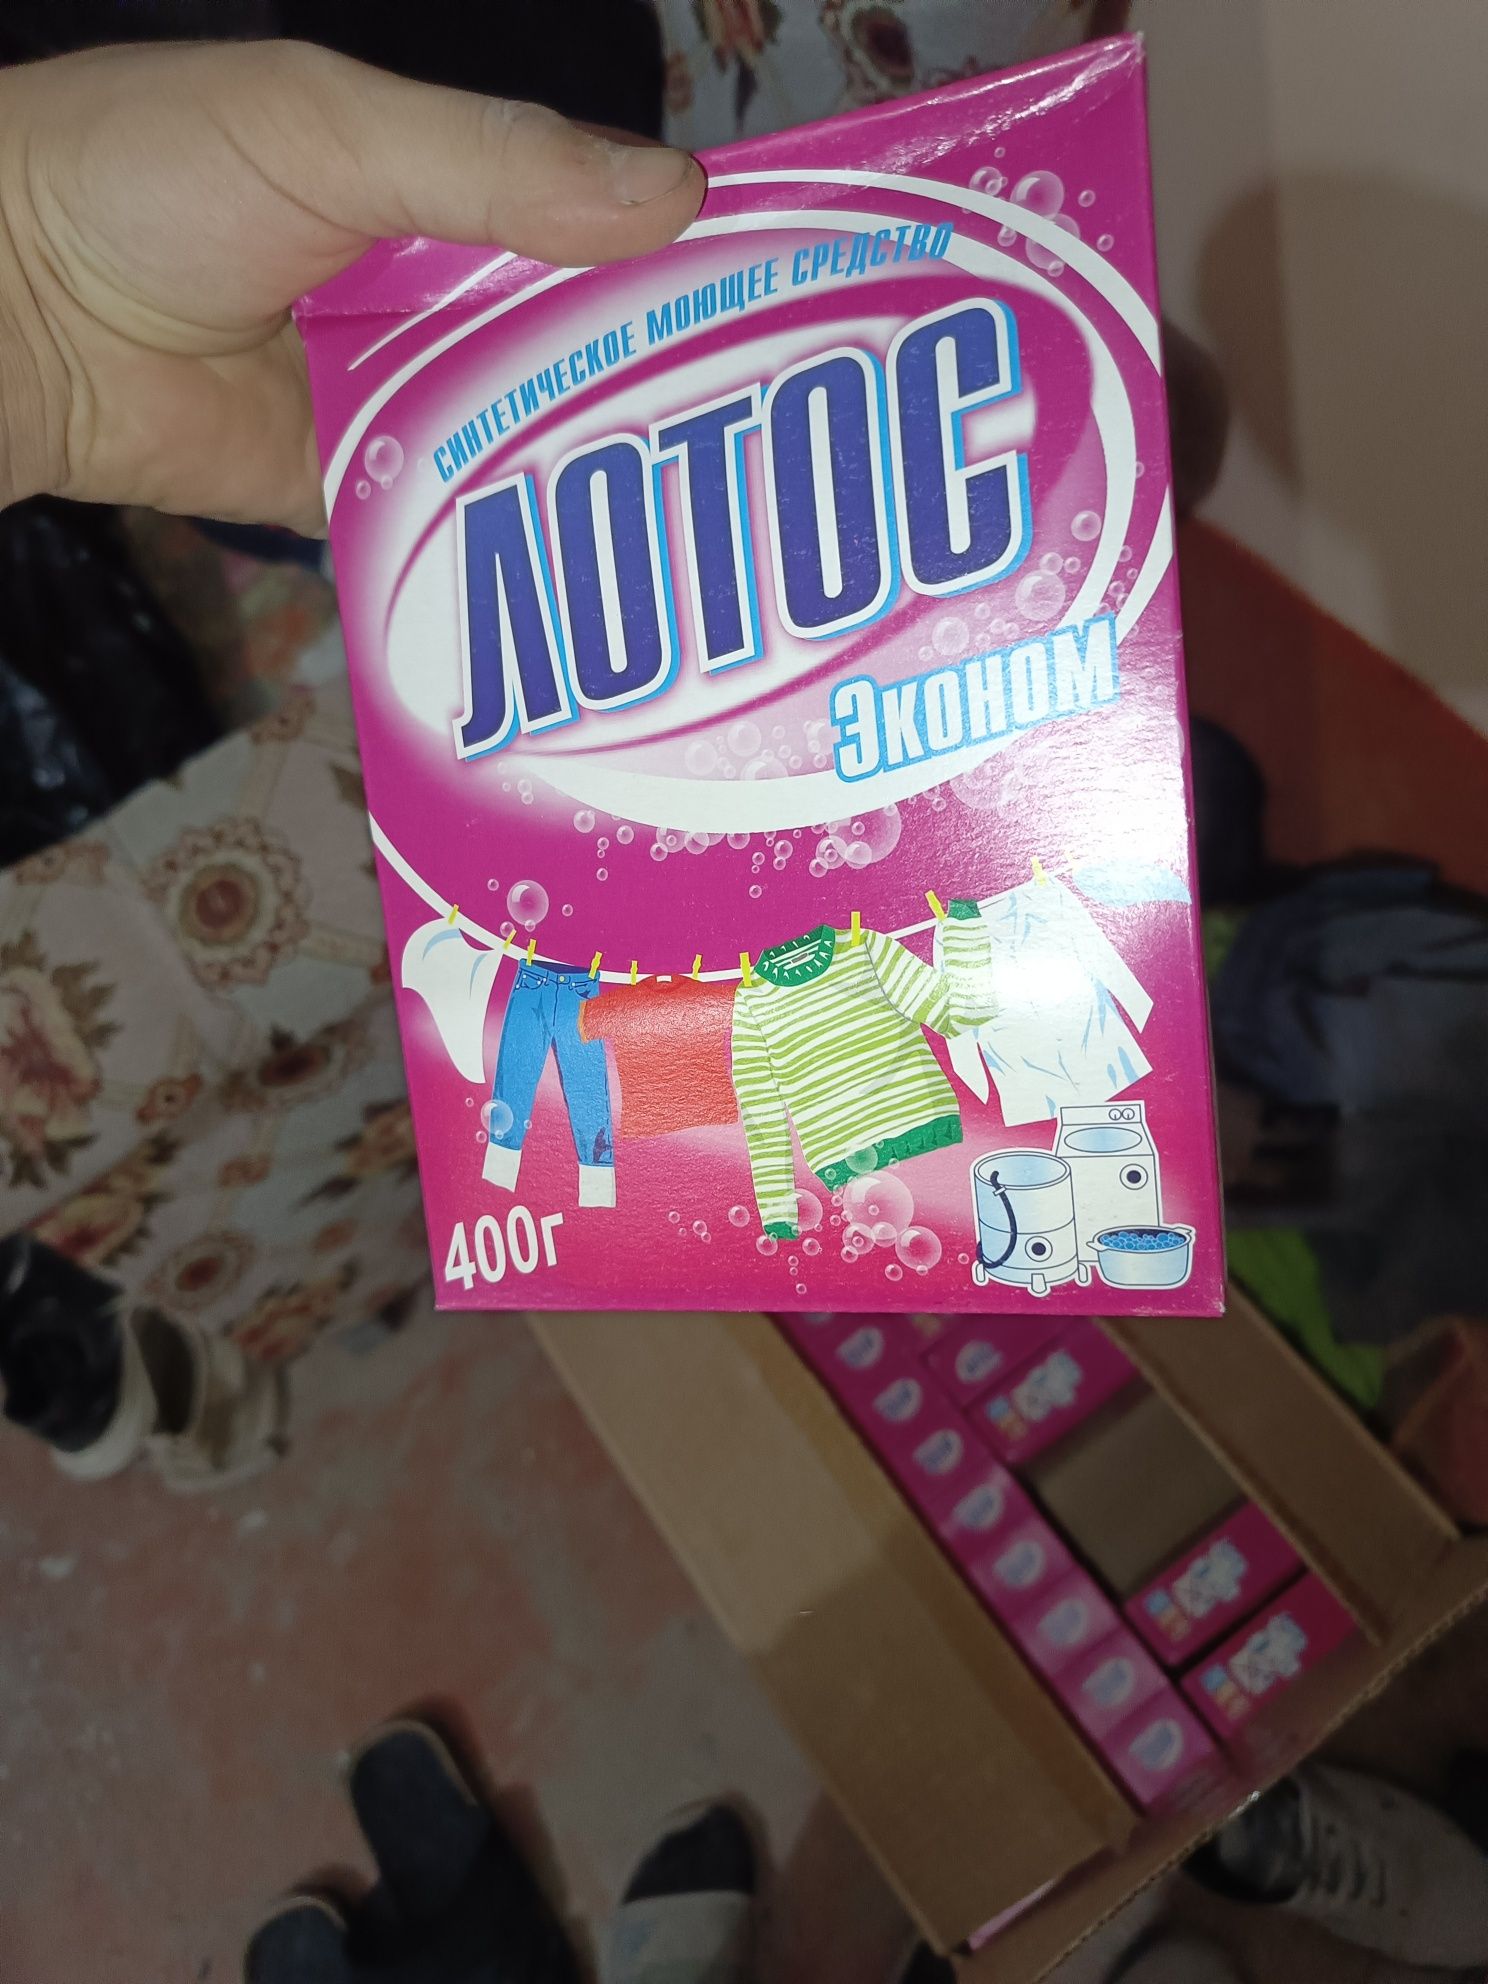 СИНТЕТИЧЕСКОЕ МОЮЩЕЕ СРЕДСТВО
ЛОТОС
Эконом
400г